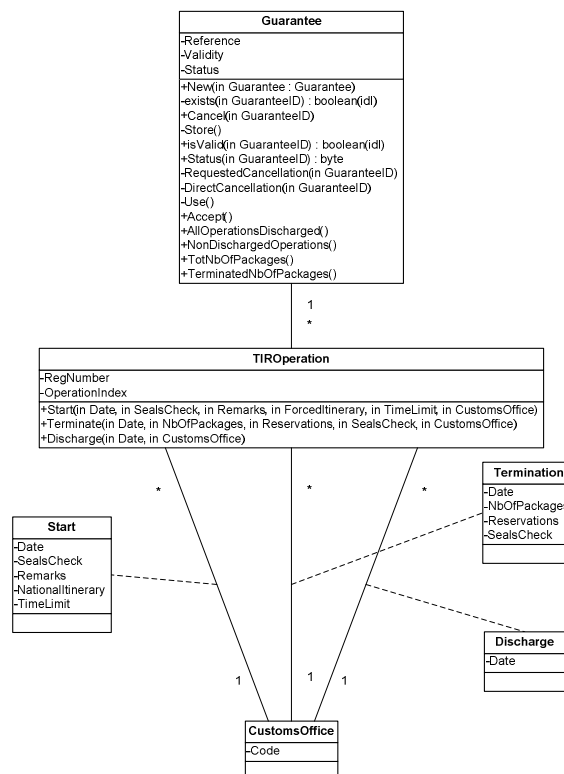 Guarantee
-Reference
-Validity
-Status
+New(in Guarantee : Guarantee)
-exists(in GuaranteeID) : boolean(idl)
+Cancel(in GuaranteeID)
-Store()
+isValid(in GuaranteeID) : boolean(idl)
+Status(in GuaranteeID) : byte
-RequestedCancellation(in GuaranteeID)
-DirectCancellation(in GuaranteeID)
-Use()
+Accept()
+AllOperationsDischarged()
+NonDischargedOperations()
+TotNbOfPackages()
+TerminatedNbOfPackages()
1
*
TIROperation
-RegNumber
-OperationIndex
+Start(in Date, in SealsCheck, in Remarks, in ForcedItinerary, in TimeLimit, in CustomsOffice)
+Terminate(in Date, in NbOfPackages, in Reservations, in SealsCheck, in CustomsOffice)
+Discharge(in Date, in CustomsOffice)
* * *
Termination
-Date
-NbOfPackages
-Reservations
-SealsCheck
Start
-Date
-SealsCheck
-Remarks
-NationalItinerary
-TimeLimit
Discharge
-Date
1 1 1
CustomsOffice
-Code